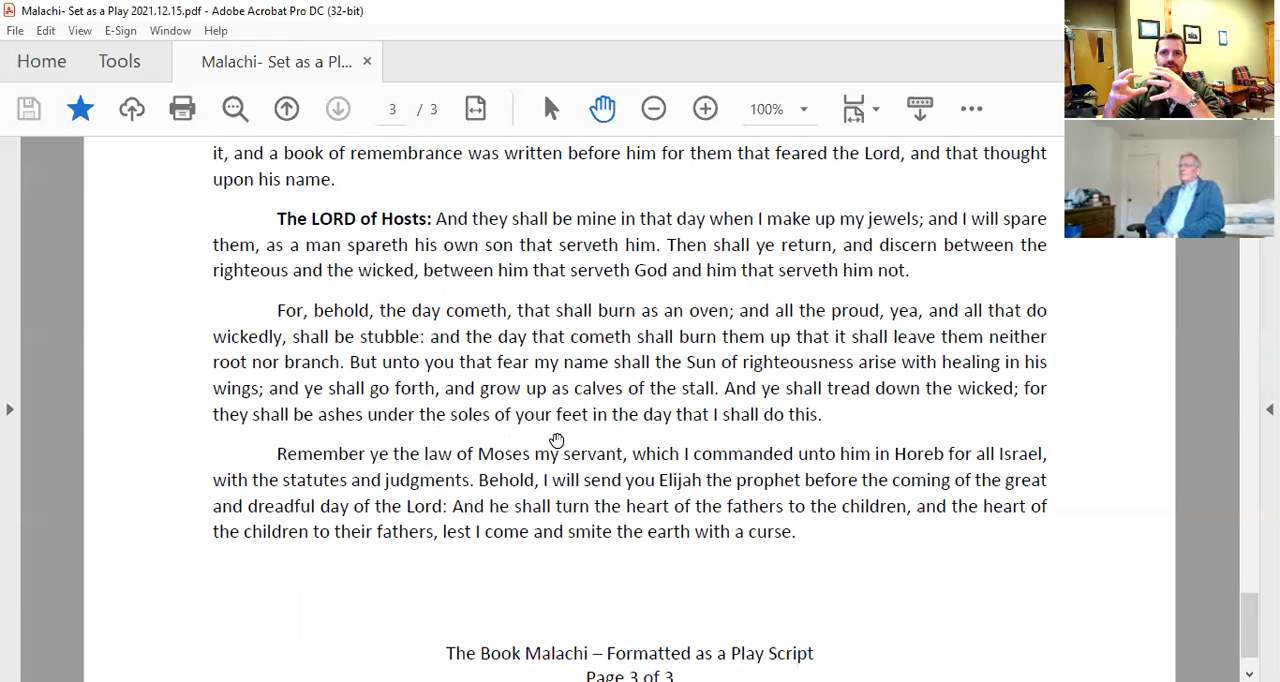 Malachi- Set as a Play 2021.12.15.pdf - Adobe Acrobat Pro DC (32-bit)
File Edit View E-Sign Window Help
Home Tools Malachi- Set as a Pl... ×
3 / 3 100%
it, and a book of remembrance was written before him for them that feared the Lord, and that thought
upon his name.
The LORD of Hosts: And they shall be mine in that day when I make up my jewels; and I will spare
them, as a man spareth his own son that serveth him. Then shall ye return, and discern between the
righteous and the wicked, between him that serveth God and him that serveth him not.
For, behold, the day cometh, that shall burn as an oven; and all the proud, yea, and all that do
wickedly, shall be stubble: and the day that cometh shall burn them up that it shall leave them neither
root nor branch. But unto you that fear my name shall the Sun of righteousness arise with healing in his
wings; and ye shall go forth, and grow up as calves of the stall. And ye shall tread down the wicked; for
they shall be ashes under the soles of your feet in the day that I shall do this.
Remember ye the law of Moses my servant, which I commanded unto him in Horeb for all Israel,
with the statutes and judgments. Behold, I will send you Elijah the prophet before the coming of the great
and dreadful day of the Lord: And he shall turn the heart of the fathers to the children, and the heart of
the children to their fathers, lest I come and smite the earth with a curse.
The Book Malachi – Formatted as a Play Script
Page 3 of 3